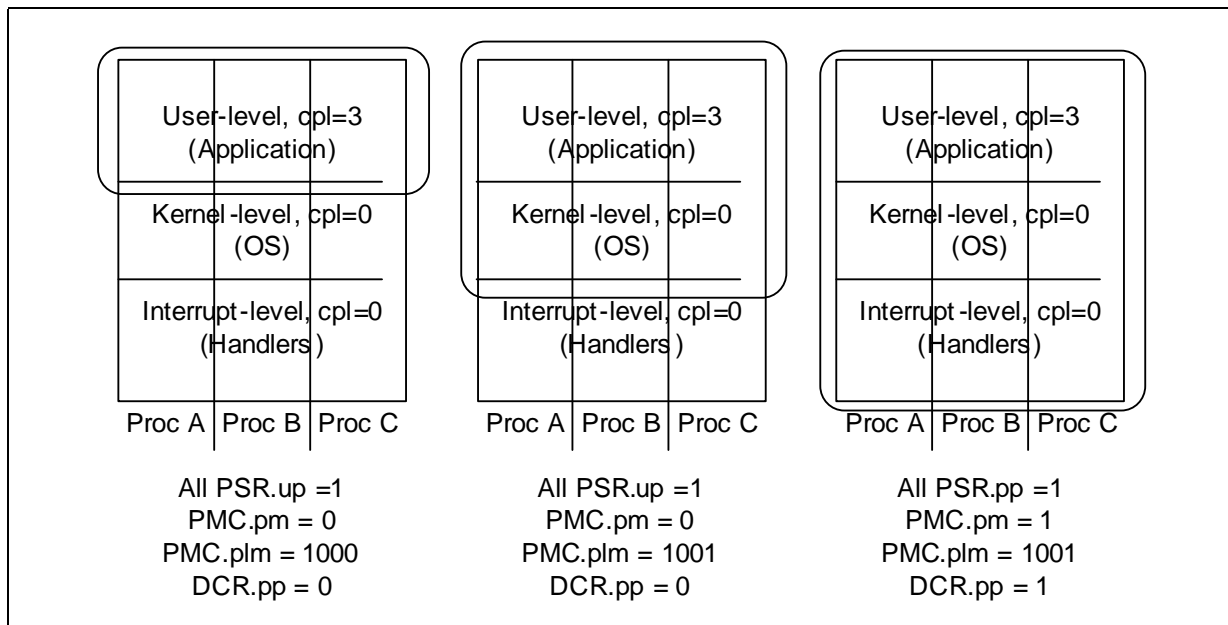 User-level, cpl=3
(Application)
Kernel-level, cpl=0
(OS)
Interrupt-level, cpl=0
(Handlers)
Proc A Proc B Proc C
All PSR.up =1
PMC.pm = 0
PMC.plm = 1000
DCR.pp = 0
User-level, cpl=3
(Application)
Kernel-level, cpl=0
(OS)
Interrupt-level, cpl=0
(Handlers)
Proc A Proc B Proc C
All PSR.up =1
PMC.pm = 0
PMC.plm = 1001
DCR.pp = 0
User-level, cpl=3
(Application)
Kernel-level, cpl=0
(OS)
Interrupt-level, cpl=0
(Handlers)
Proc A Proc B Proc C
All PSR.pp =1
PMC.pm = 1
PMC.plm = 1001
DCR.pp = 1